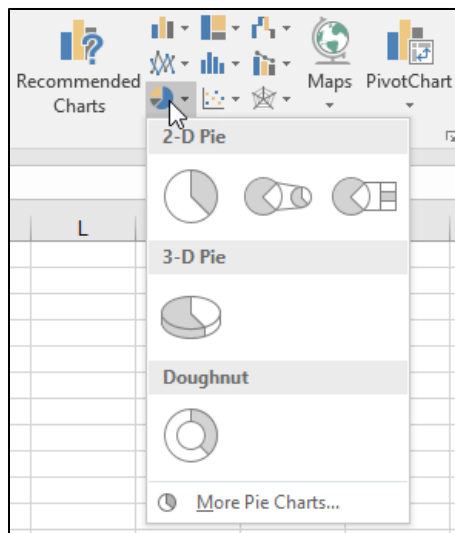 Recommended
Charts
Maps
PivotChart
2-D Pie
L
3-D Pie
Doughnut
More Pie Charts...